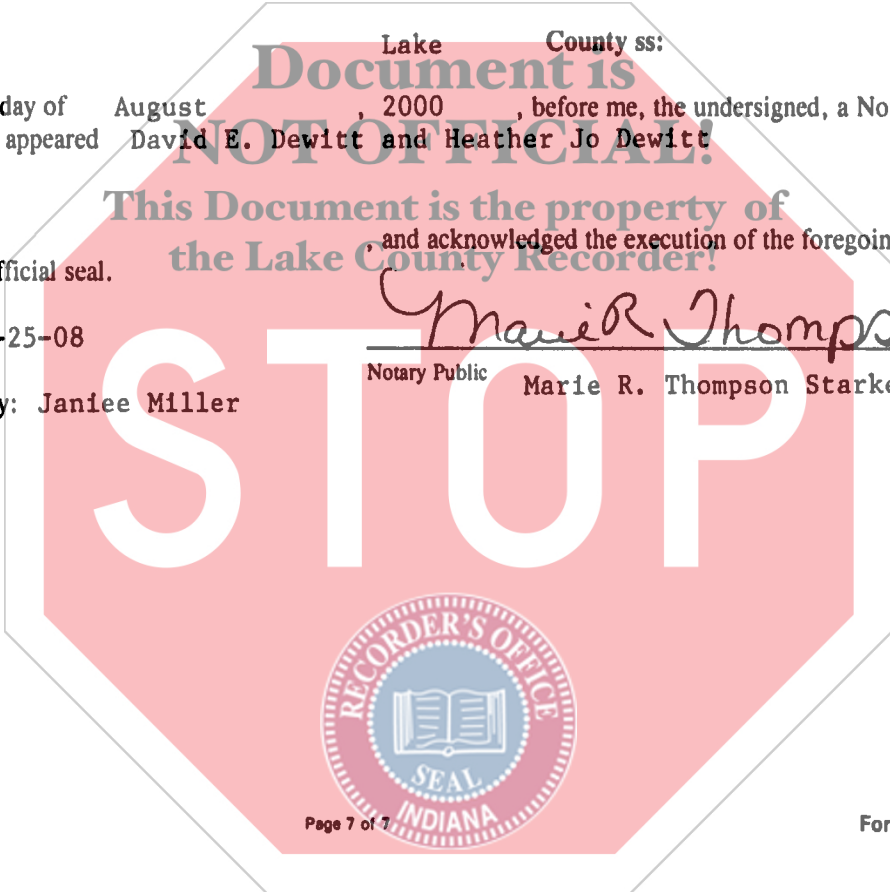 Lake County ss:
Document is
day of August , 2000 , before me, the undersigned, a No
appeared David E. Dewitt and Heather Jo Dewitt
NOT OFFICIAL!
This Document is the property of
, and acknowledged the execution of the foregoin
the Lake County Recorder!
fficial seal.
Marie R Thomps
-25-08
Notary Public
Marie R. Thompson Starke
y: Janiee Miller
STOP
RECORDER'S OFFICE
SEAL
INDIANA
Page 7 of 7
For